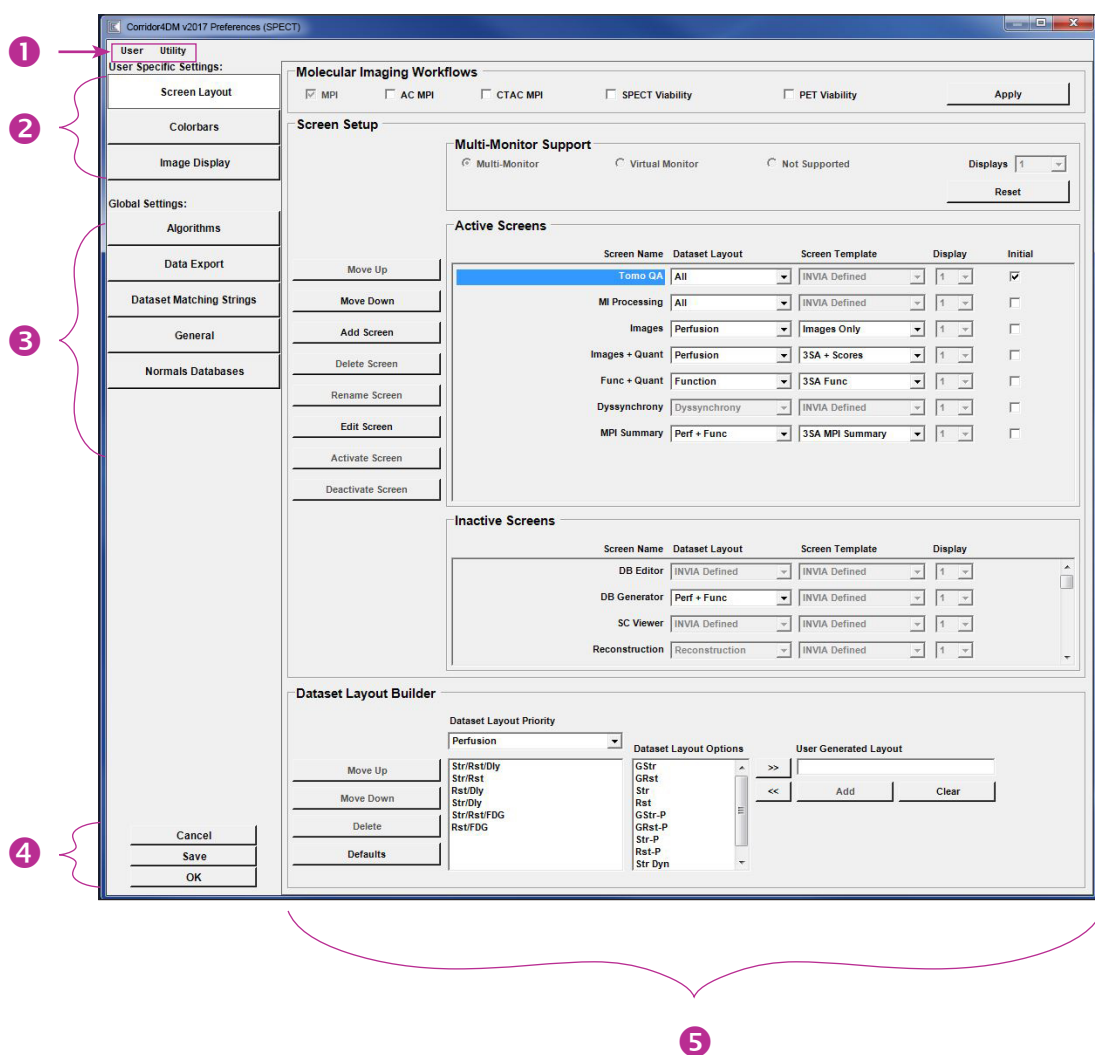 Corridor4DM v2017 Preferences (SPECT)
1
User Utility
User Specific Settings:
2
Screen Layout
Colorbars
Image Display
Global Settings:
3
Algorithms
Data Export
Dataset Matching Strings
General
Normals Databases
4
Cancel
Save
OK
Molecular Imaging Workflows
MPI AC MPI CTAC MPI SPECT Viability PET Viability Apply
Screen Setup
Multi-Monitor Support
Multi-Monitor Virtual Monitor Not Supported Displays 1
Reset
Active Screens
Screen Name Dataset Layout Screen Template Display Initial
Move Up
Move Down
Add Screen
Delete Screen
Rename Screen
Edit Screen
Activate Screen
Deactivate Screen
Tomo QA All INVIA Defined 1
MI Processing All INVIA Defined 1
Images Perfusion Images Only 1
Images + Quant Perfusion 3SA + Scores 1
Func + Quant Function 3SA Func 1
Dyssynchrony Dyssynchrony INVIA Defined 1
MPI Summary Perf + Func 3SA MPI Summary 1
Inactive Screens
Screen Name Dataset Layout Screen Template Display
DB Editor INVIA Defined INVIA Defined 1
DB Generator Perf + Func INVIA Defined 1
SC Viewer INVIA Defined INVIA Defined 1
Reconstruction Reconstruction INVIA Defined 1
Dataset Layout Builder
Move Up
Move Down
Delete
Defaults
Dataset Layout Priority
Perfusion
Str/Rst/Dly
Str/Rst
Rst/Dly
Str/Dly
Str/Rst/FDG
Rst/FDG
Dataset Layout Options
GStr
GRst
Str
Rst
GStr-P
GRst-P
Str-P
Rst-P
Str Dyn
>>
<<
User Generated Layout
Add Clear
5